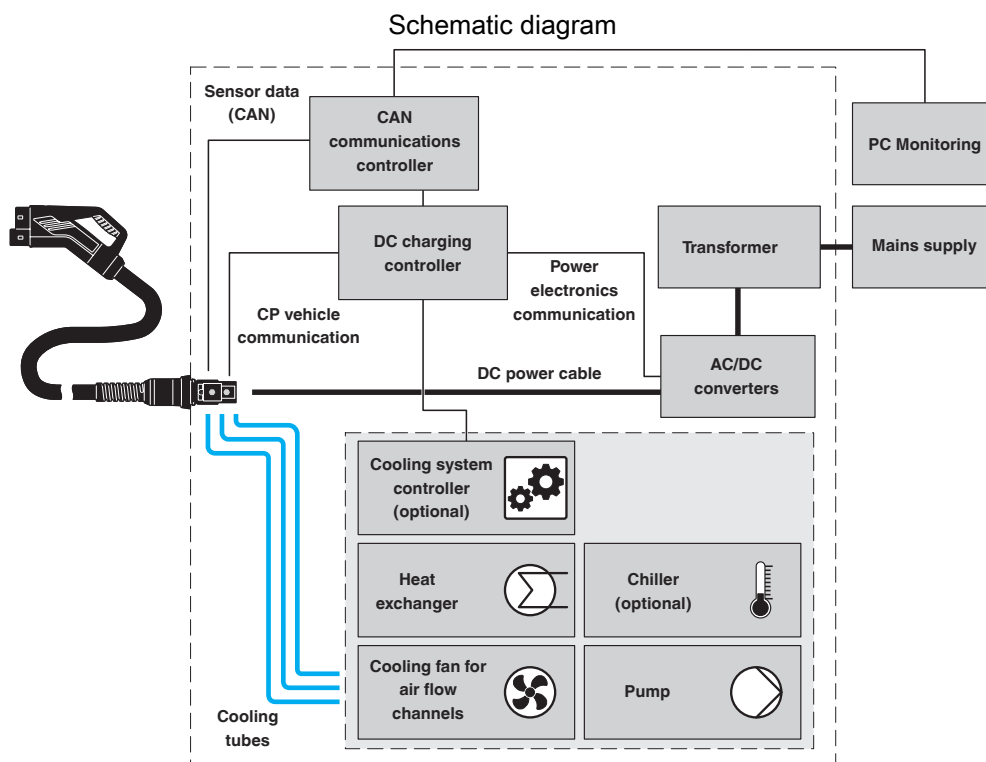 Schematic diagram
Sensor data
(CAN)
CAN
communications
controller
PC Monitoring
DC charging
controller
Transformer
Mains supply
CP vehicle
communication
Power
electronics
communication
AC/DC
converters
DC power cable
Cooling system
controller
(optional)
Heat
exchanger
Chiller
(optional)
Cooling fan for
air flow
channels
Pump
Cooling
tubes